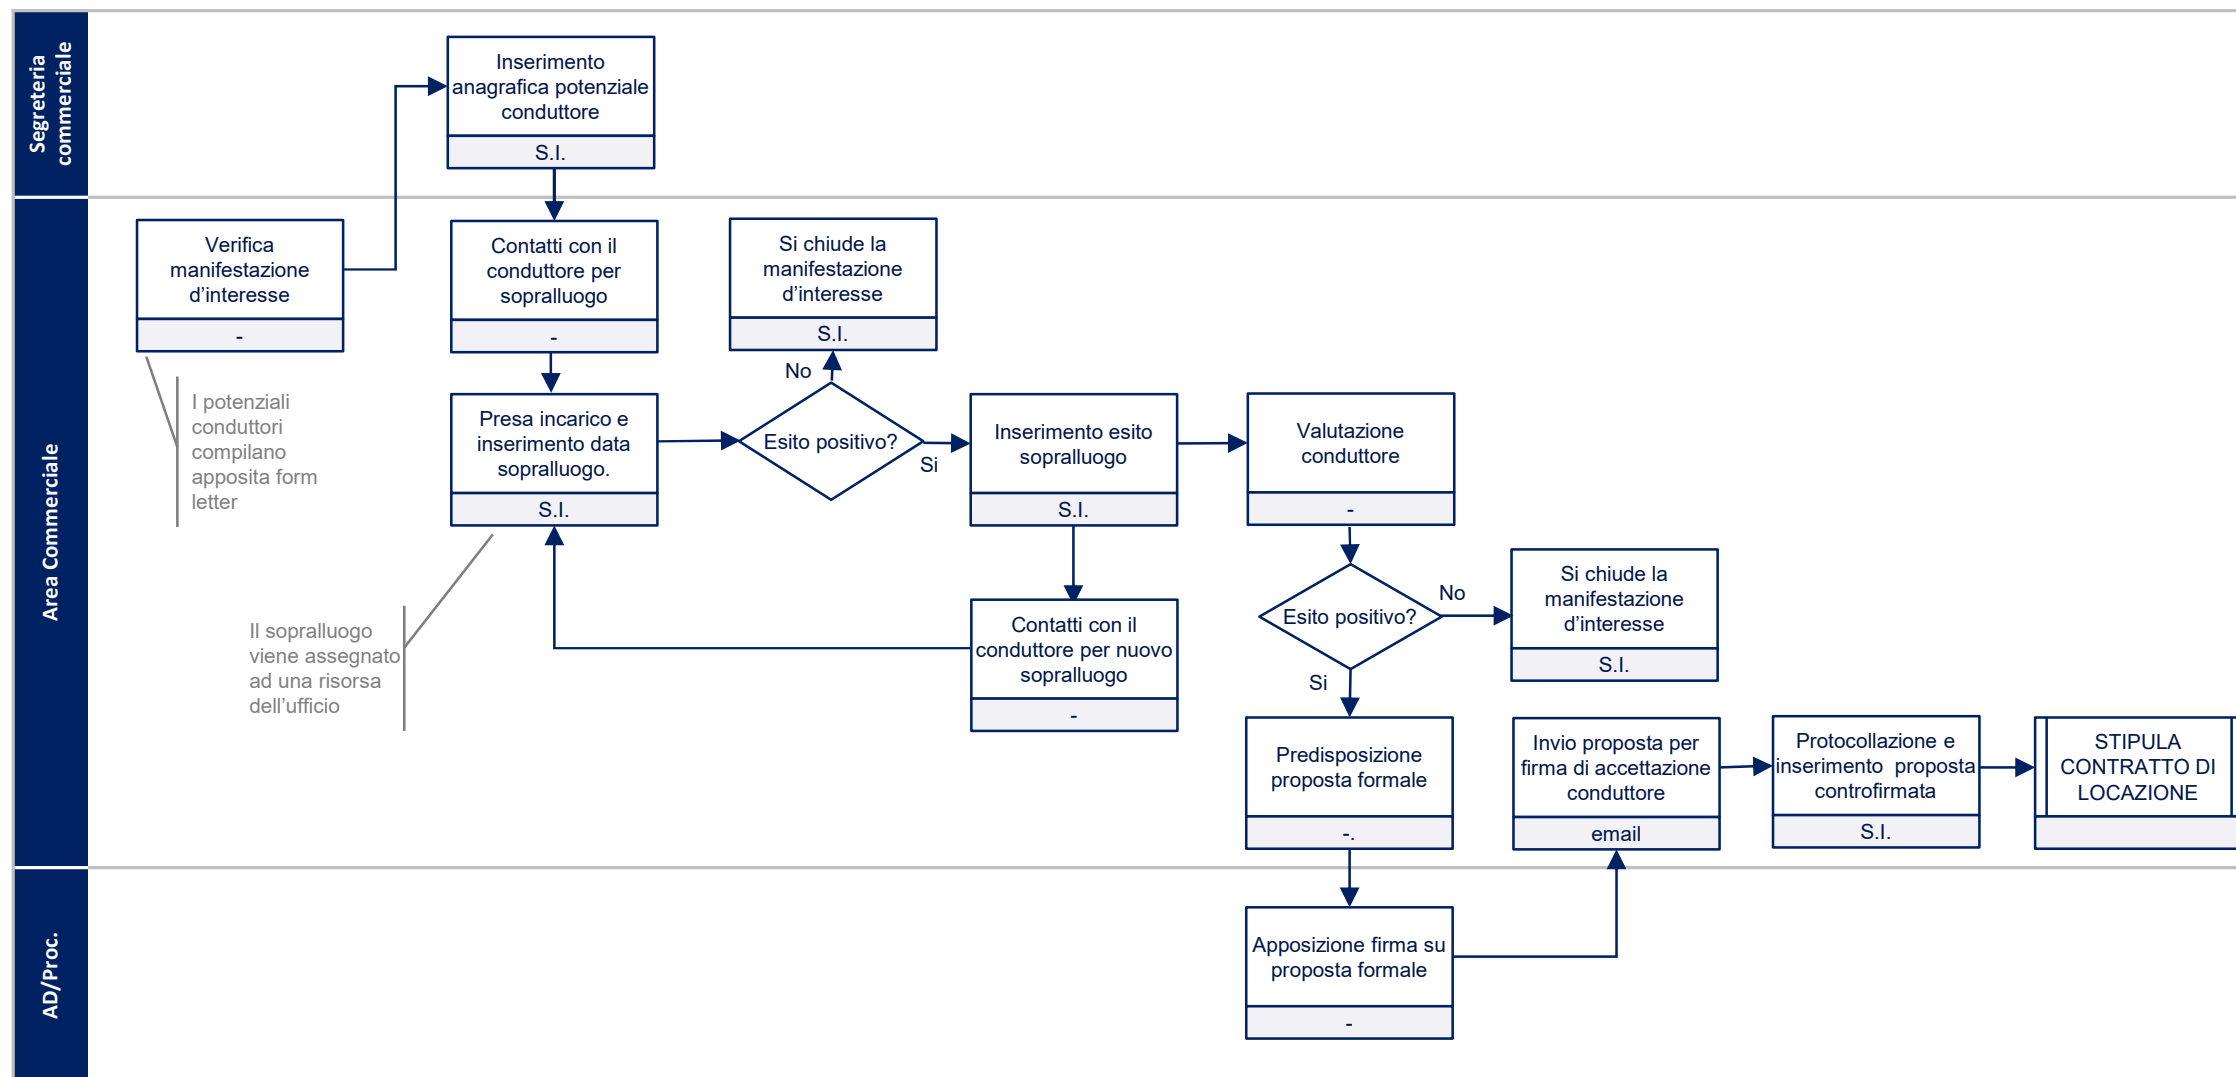 Segreteria
commerciale
Inserimento
anagrafica potenziale
conduttore
S.I.
Area Commerciale
Verifica
manifestazione
d’interesse
-
I potenziali
conduttori
compilano
apposita form
letter
Contatti con il
conduttore per
sopralluogo
-
Si chiude la
manifestazione
d’interesse
S.I.
No
Presa incarico e
inserimento data
sopralluogo.
S.I.
Esito positivo?
Si
Inserimento esito
sopralluogo
S.I.
Valutazione
conduttore
-
Il sopralluogo
viene assegnato
ad una risorsa
dell’ufficio
Contatti con il
conduttore per nuovo
sopralluogo
-
Esito positivo?
No
Si chiude la
manifestazione
d’interesse
S.I.
Si
Predisposizione
proposta formale
-.
Invio proposta per
firma di accettazione
conduttore
email
Protocollazione e
inserimento proposta
controfirmata
S.I.
STIPULA
CONTRATTO DI
LOCAZIONE
AD/Proc.
Apposizione firma su
proposta formale
-